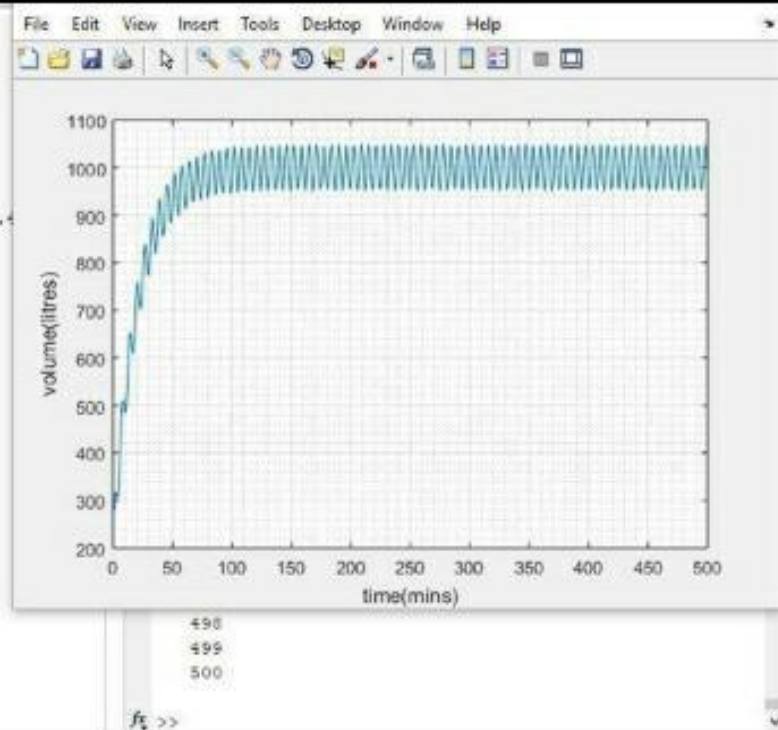 File Edit View Insert Tools Desktop Window Help
1100
1000
900
800
700
600
500
400
300
200
volume(litres)
0 50 100 150 200 250 300 350 400 450 500
time(mins)
498
499
500
fx >>